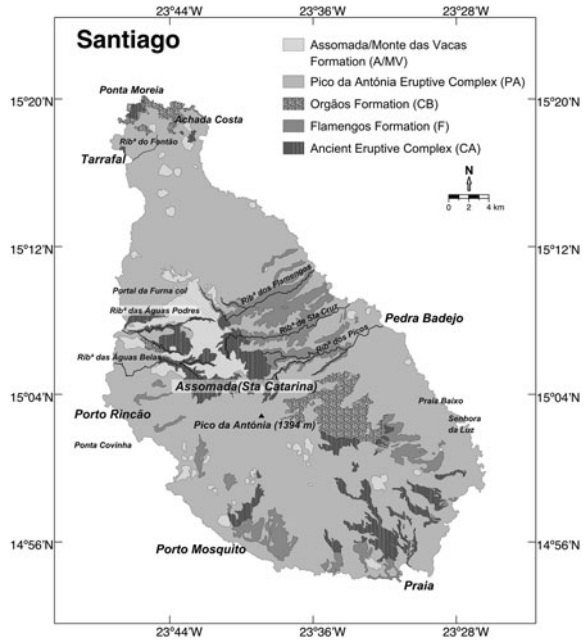 23°44'W 23°36'W 23°28'W
Santiago
Assomada/Monte das Vacas
Formation (A/MV)
Pico da Antónia Eruptive Complex (PA)
Orgãos Formation (CB)
Flamengos Formation (F)
Ancient Eruptive Complex (CA)
N
0 2 4 km
15°20'N 15°20'N
Ponta Moreia
Achada Costa
Ribª do Fontão
Tarrafal
15°12'N 15°12'N
Portal da Furna col
Ribª dos Flamengos
Ribª das Águas Podres
Ribª de Sta Cruz
Pedra Badejo
Ribª dos Picos
Ribª das Águas Belas
Assomada(Sta Catarina)
15°04'N 15°04'N
Porto Rincão
Praia Baixo
Pico da Antónia (1394 m)
Senhora
da Luz
Ponta Covinha
14°56'N 14°56'N
Porto Mosquito
Praia
23°44'W 23°36'W 23°28'W